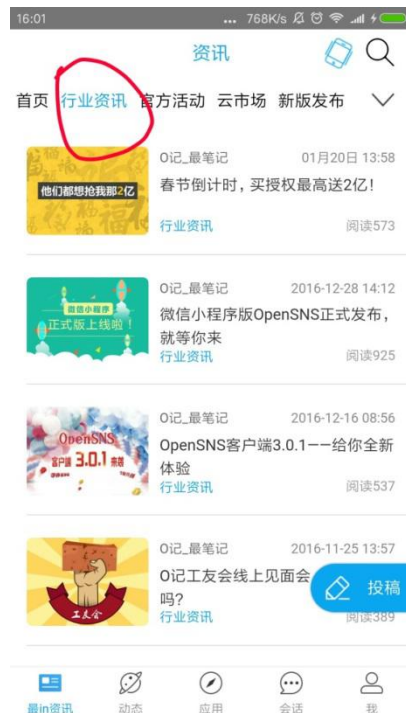 16:01
... 768K/s
资讯
首页 行业资讯 官方活动 云市场 新版发布
他们都想抢我那2亿
O记_最笔记 01月20日 13:58
春节倒计时，买授权最高送2亿！
行业资讯 阅读573
微信小程序
正式版上线啦！
O记_最笔记 2016-12-28 14:12
微信小程序版OpenSNS正式发布，
就等你来
行业资讯 阅读925
OpenSNS
客户端 3.0.1 来袭
O记_最笔记 2016-12-16 08:56
OpenSNS客户端3.0.1——给你全新
体验
行业资讯 阅读537
工友会
O记_最笔记 2016-11-25 13:57
O记工友会线上见面会
吗？
行业资讯 阅读389
投稿
最in资讯 动态 应用 会话 我